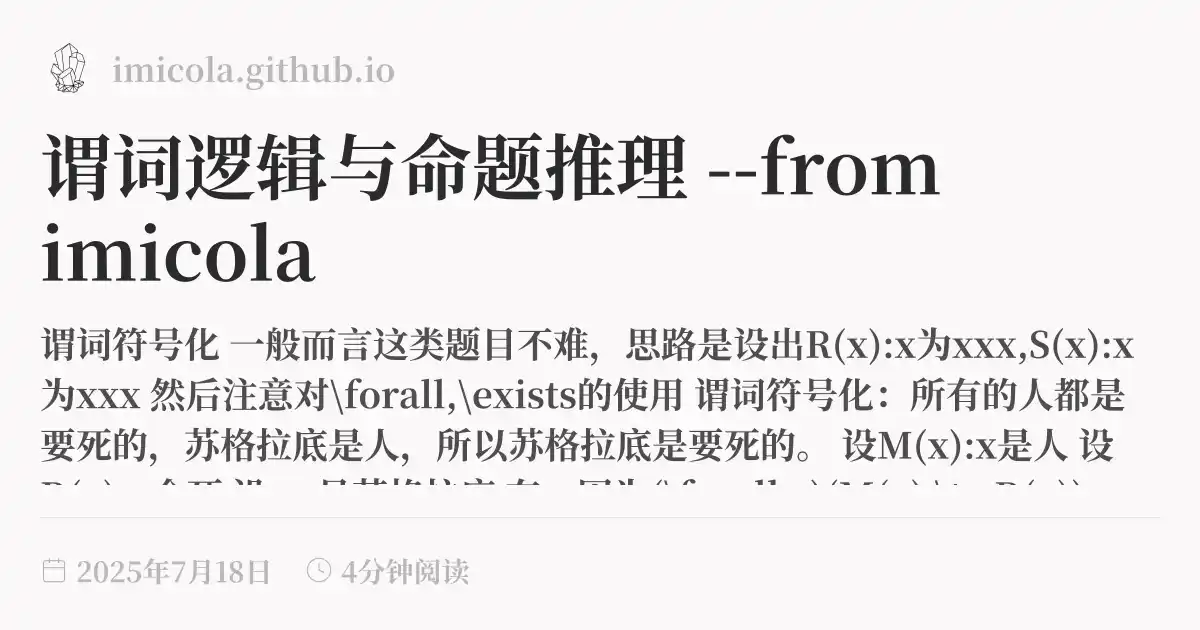 imicola.github.io
谓词逻辑与命题推理 --from
imicola
谓词符号化 一般而言这类题目不难，思路是设出R(x):x为xxx,S(x):x
为xxx 然后注意对\forall,\exists的使用 谓词符号化：所有的人都是
要死的，苏格拉底是人，所以苏格拉底是要死的。 设M(x):x是人 设
2025年7月18日
4分钟阅读